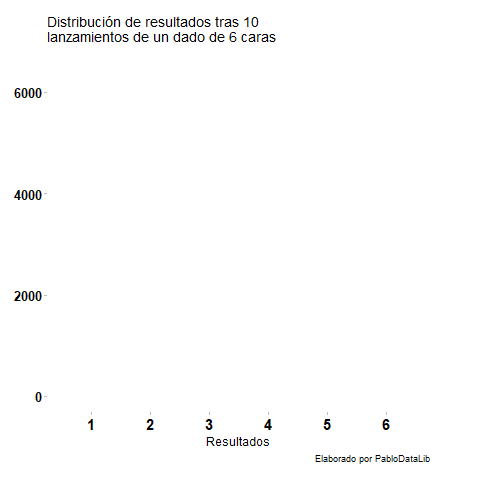 Distribución de resultados tras 10
lanzamientos de un dado de 6 caras
6000
4000
2000
0
1 2 3 4 5 6
Resultados
Elaborado por PabloDataLib